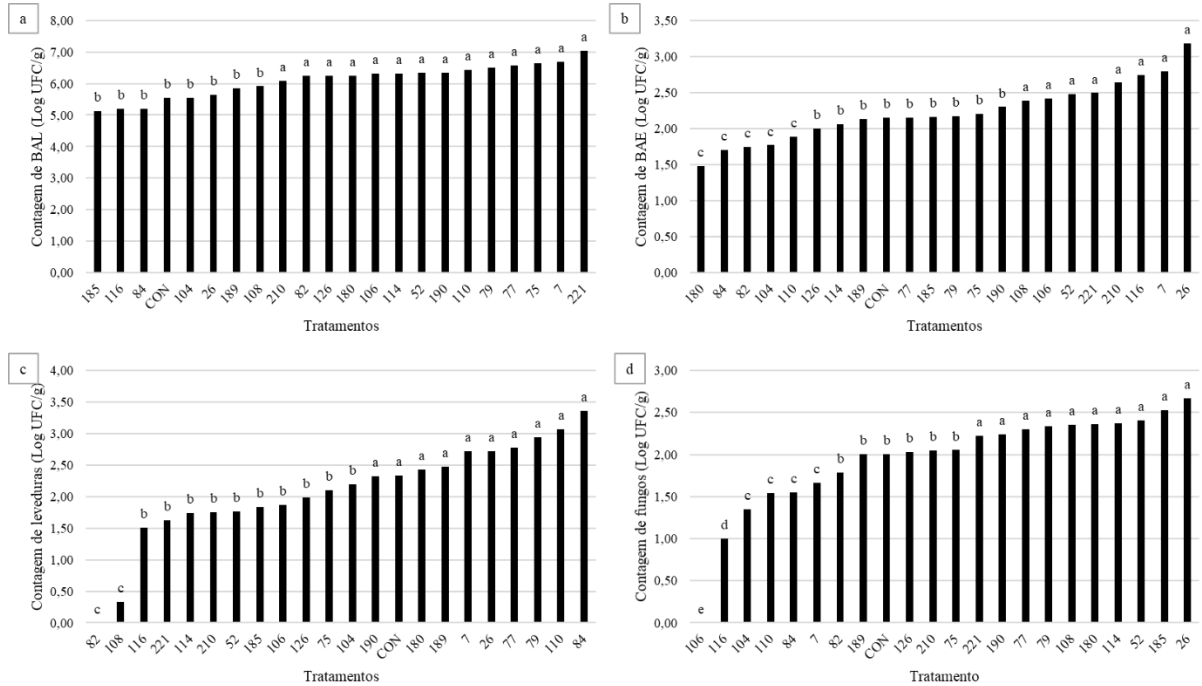 a
Contagem de BAL (Log UFC/g)
8,00
7,00
6,00
5,00
4,00
3,00
2,00
1,00
0,00
b b b b b b b b a a a a a a a a a a a a a a
185 116 84 CON 104 26 189 108 210 82 126 180 106 114 52 190 110 79 77 75 7 221
Tratamentos
b
Contagem de BAE (Log UFC/g)
3,50
3,00
2,50
2,00
1,50
1,00
0,50
0,00
c c c c c b b b b b b b b b a a a a a a a a
180 84 82 104 110 126 114 189 CON 77 185 79 75 190 108 106 52 221 210 116 7 26
Tratamentos
c
Contagem de leveduras (Log UFC/g)
4,00
3,50
3,00
2,50
2,00
1,50
1,00
0,50
0,00
c c b b b b b b b b b b a a a a a a a a a a
82 108 116 221 114 210 52 185 106 126 75 104 190 CON 180 189 7 26 77 79 110 84
Tratamentos
d
Contagem de fungos (Log UFC/g)
3,00
2,50
2,00
1,50
1,00
0,50
0,00
e d c c c c b b b b b b a a a a a a a a a a
106 116 104 110 84 7 82 189 CON 126 210 75 221 190 77 79 108 180 114 52 185 26
Tratamento